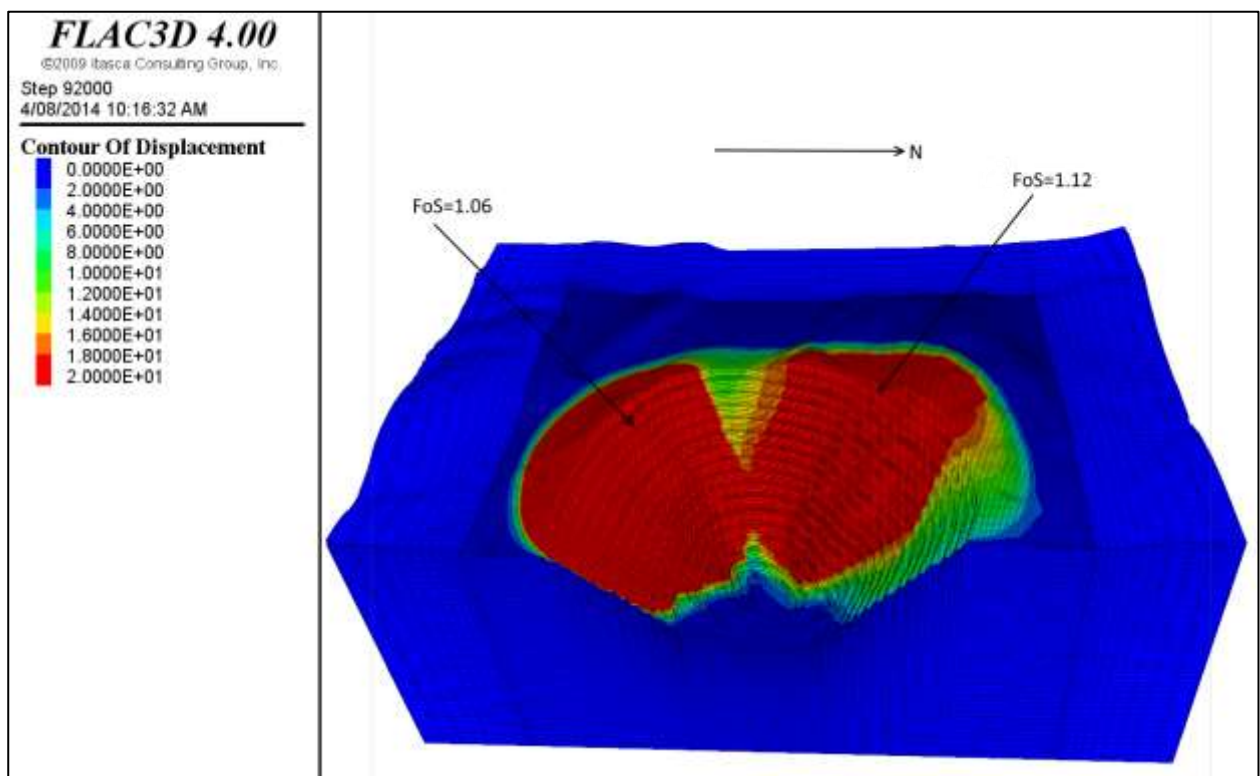 FLAC3D 4.00
©2009 Itasca Consulting Group, Inc.
Step 92000
4/08/2014 10:16:32 AM
Contour Of Displacement
0.0000E+00
2.0000E+00
4.0000E+00
6.0000E+00
8.0000E+00
1.0000E+01
1.2000E+01
1.4000E+01
1.6000E+01
1.8000E+01
2.0000E+01
N
FoS=1.12
FoS=1.06